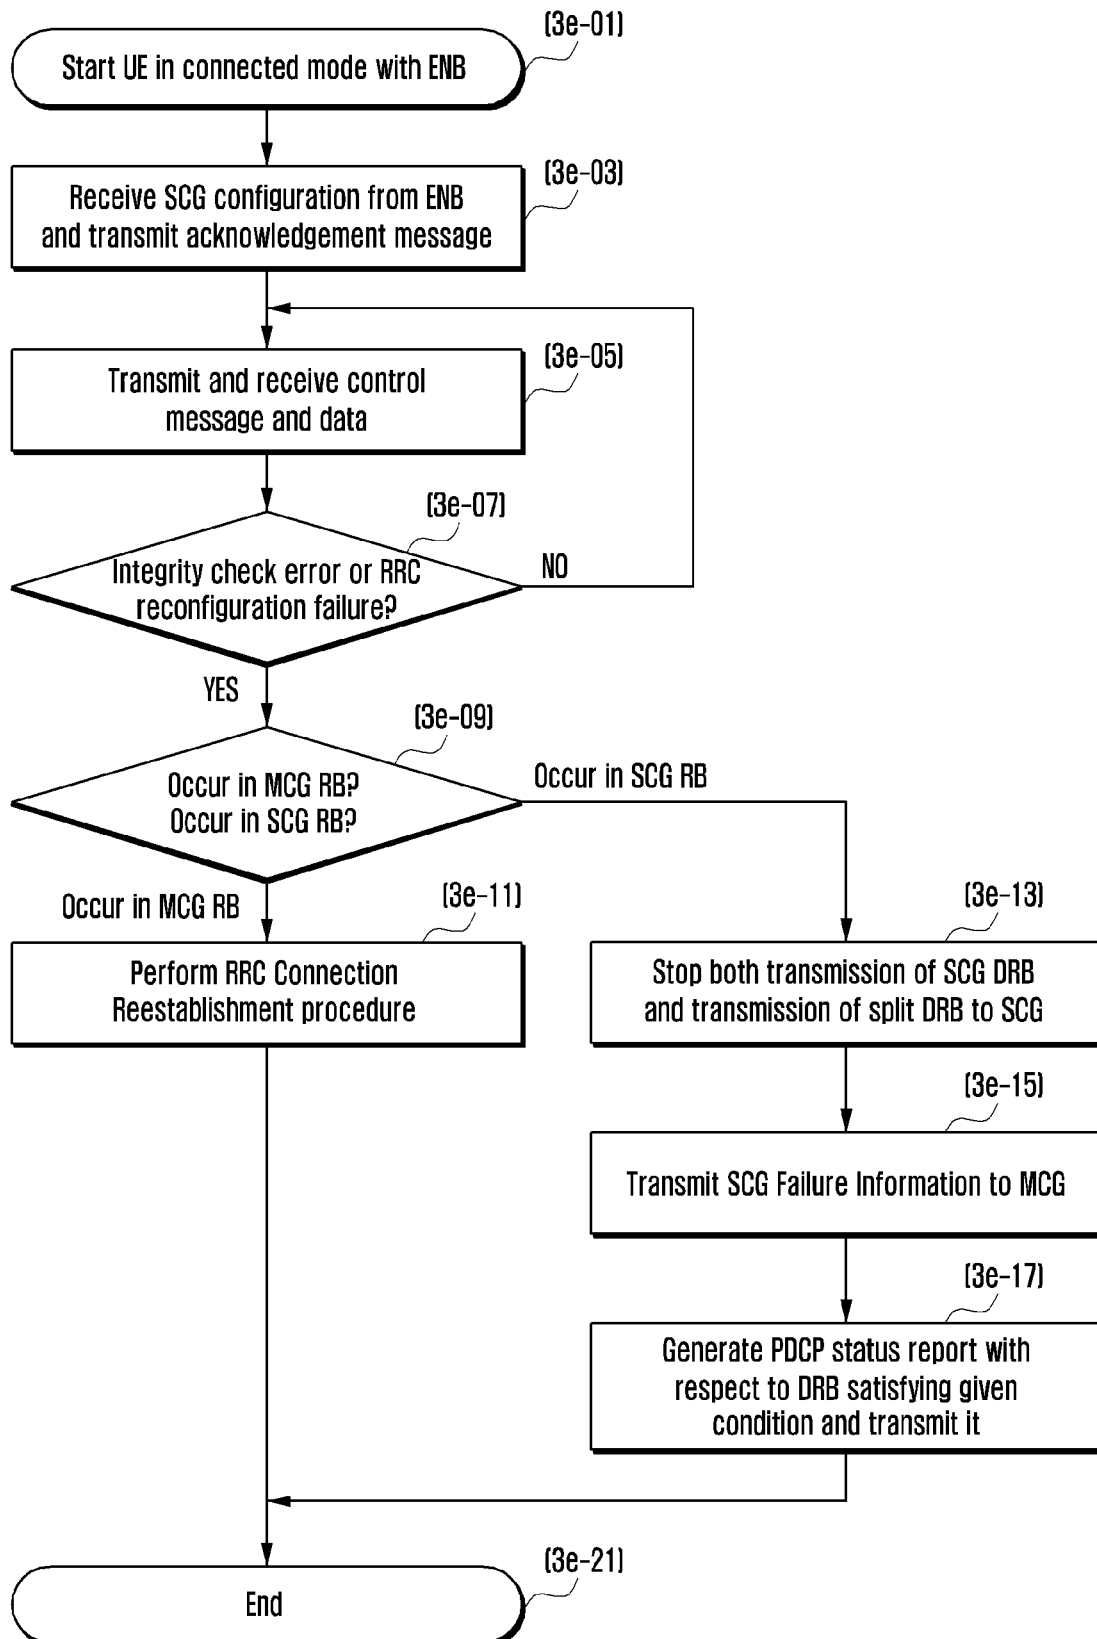 (3e-01)
Start UE in connected mode with ENB
(3e-03)
Receive SCG configuration from ENB
and transmit acknowledgement message
(3e-05)
Transmit and receive control
message and data
(3e-07)
Integrity check error or RRC
reconfiguration failure?
NO
YES
(3e-09)
Occur in MCG RB?
Occur in SCG RB?
Occur in SCG RB
Occur in MCG RB
(3e-11)
Perform RRC Connection
Reestablishment procedure
(3e-13)
Stop both transmission of SCG DRB
and transmission of split DRB to SCG
(3e-15)
Transmit SCG Failure Information to MCG
(3e-17)
Generate PDCP status report with
respect to DRB satisfying given
condition and transmit it
(3e-21)
End